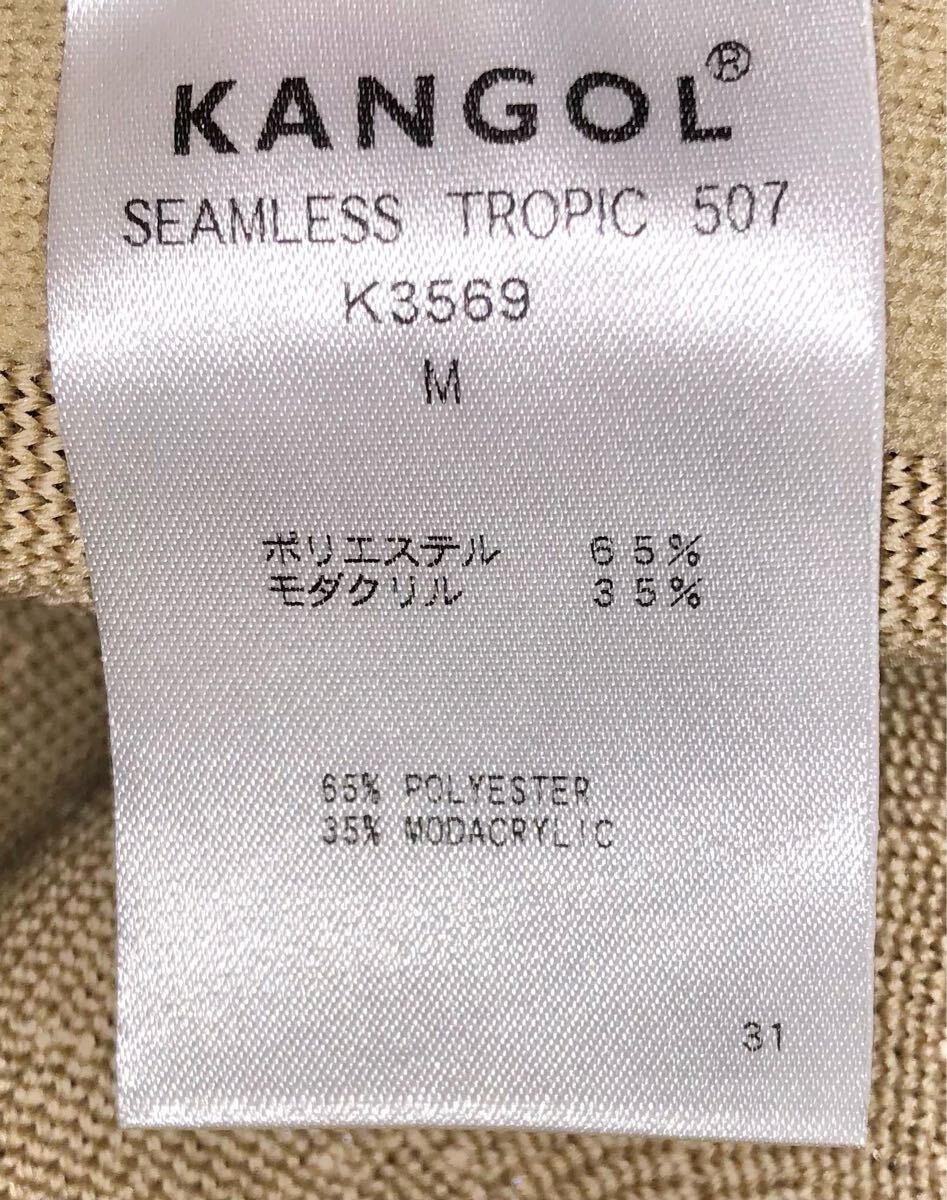 KANGOL®
SEAMLESS TROPIC 507
K3569
M
ポリエステル 65%
モダクリル 35%
65% POLYESTER
35% MODACRYLIC
31